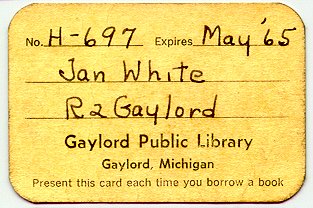 No. H-697 Expires May '65
Jan White
R2 Gaylord
Gaylord Public Library
Gaylord, Michigan
Present this card each time you borrow a book